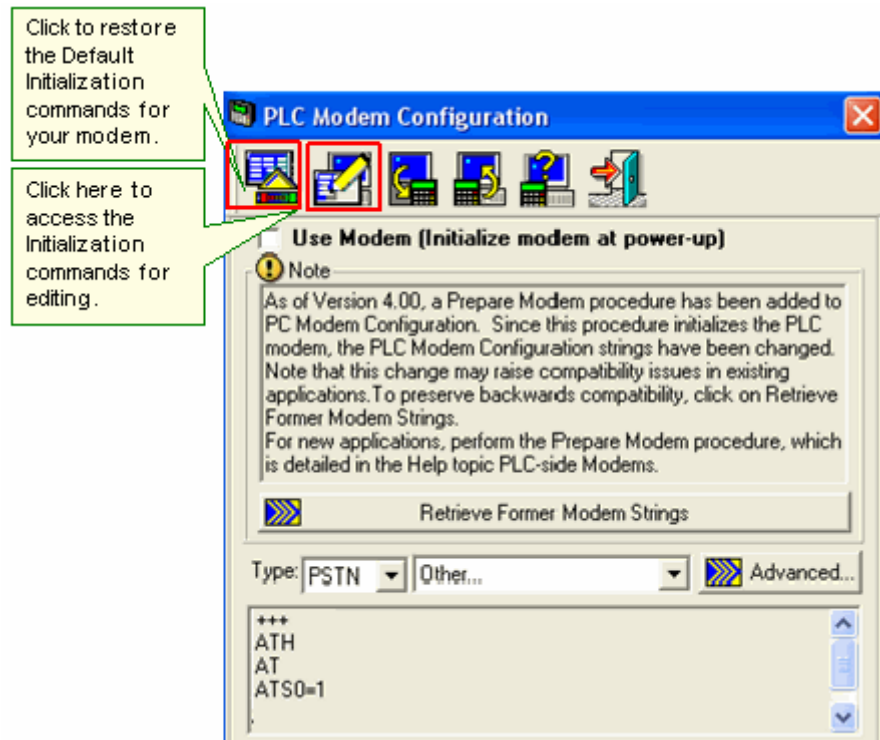 Click to restore
the Default
Initialization
commands for
your modem.
Click here to
access the
Initialization
commands for
editing.
PLC Modem Configuration
Use Modem (Initialize modem at power-up)
Note
As of Version 4.00, a Prepare Modem procedure has been added to
PC Modem Configuration. Since this procedure initializes the PLC
modem, the PLC Modem Configuration strings have been changed.
Note that this change may raise compatibility issues in existing
applications.To preserve backwards compatibility, click on Retrieve
Former Modem Strings.
For new applications, perform the Prepare Modem procedure, which
is detailed in the Help topic PLC-side Modems.
Retrieve Former Modem Strings
Type: PSTN Other... Advanced...
+++
ATH
AT
ATS0=1